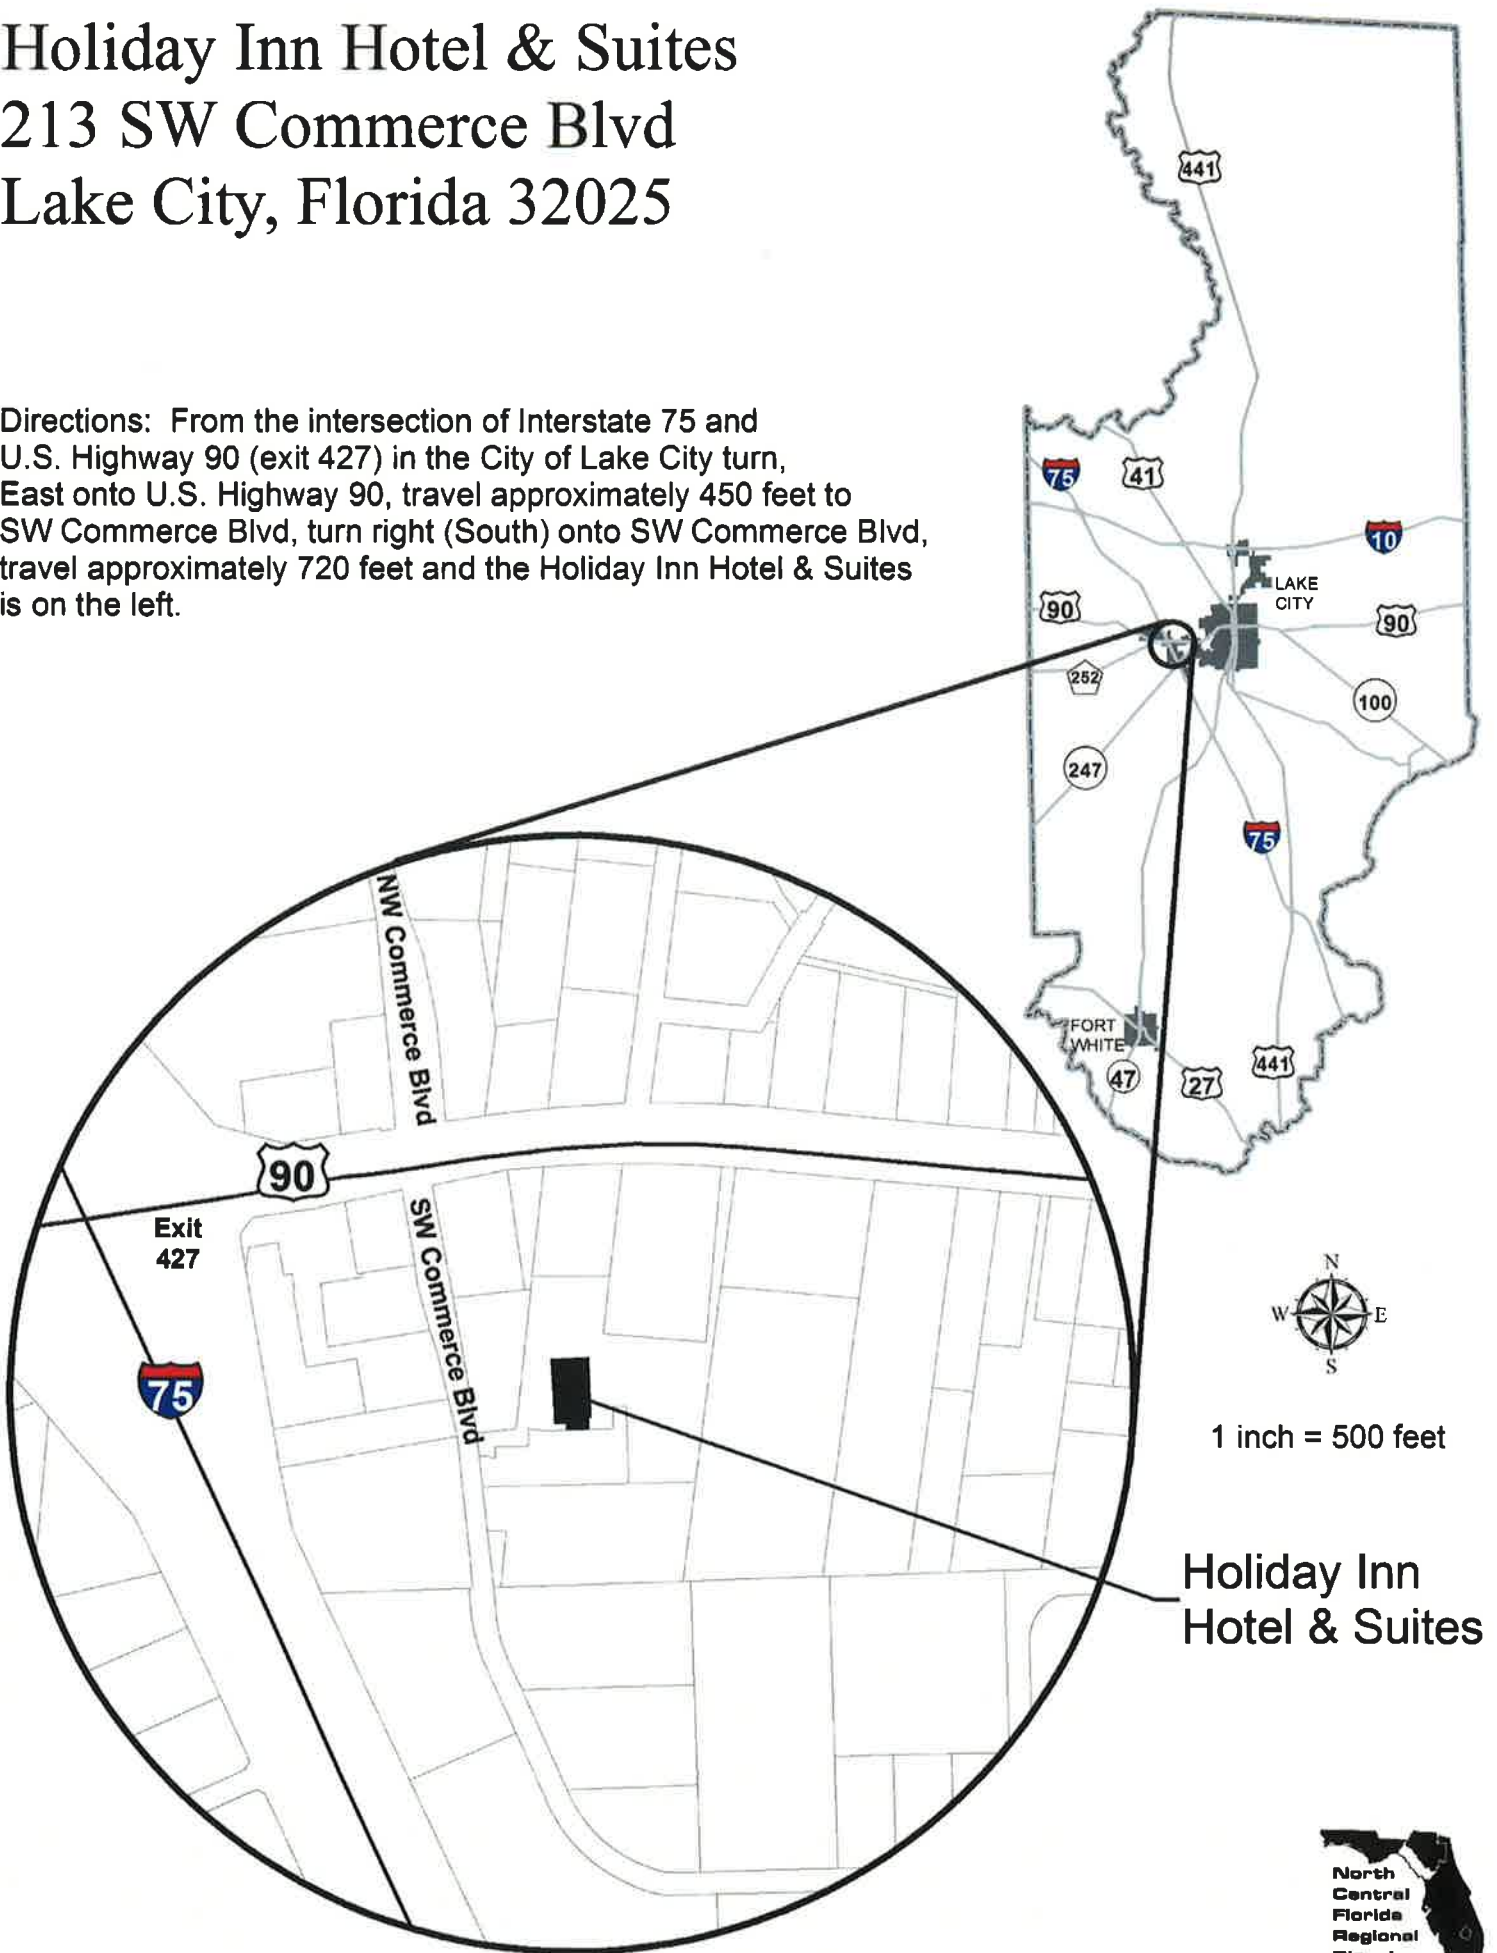 Holiday Inn Hotel & Suites
213 SW Commerce Blvd
Lake City, Florida 32025
Directions:  From the intersection of Interstate 75 and
U.S. Highway 90 (exit 427) in the City of Lake City turn,
East onto U.S. Highway 90, travel approximately 450 feet to
SW Commerce Blvd, turn right (South) onto SW Commerce Blvd,
travel approximately 720 feet and the Holiday Inn Hotel & Suites
is on the left.
441
75
41
10
LAKE
CITY
90
90
252
100
247
75
FORT
WHITE
47
27
441
NW Commerce Blvd
90
Exit
427
SW Commerce Blvd
75
N
W
E
S
1 inch = 500 feet
Holiday Inn
Hotel & Suites
North
Central
Florida
Regional